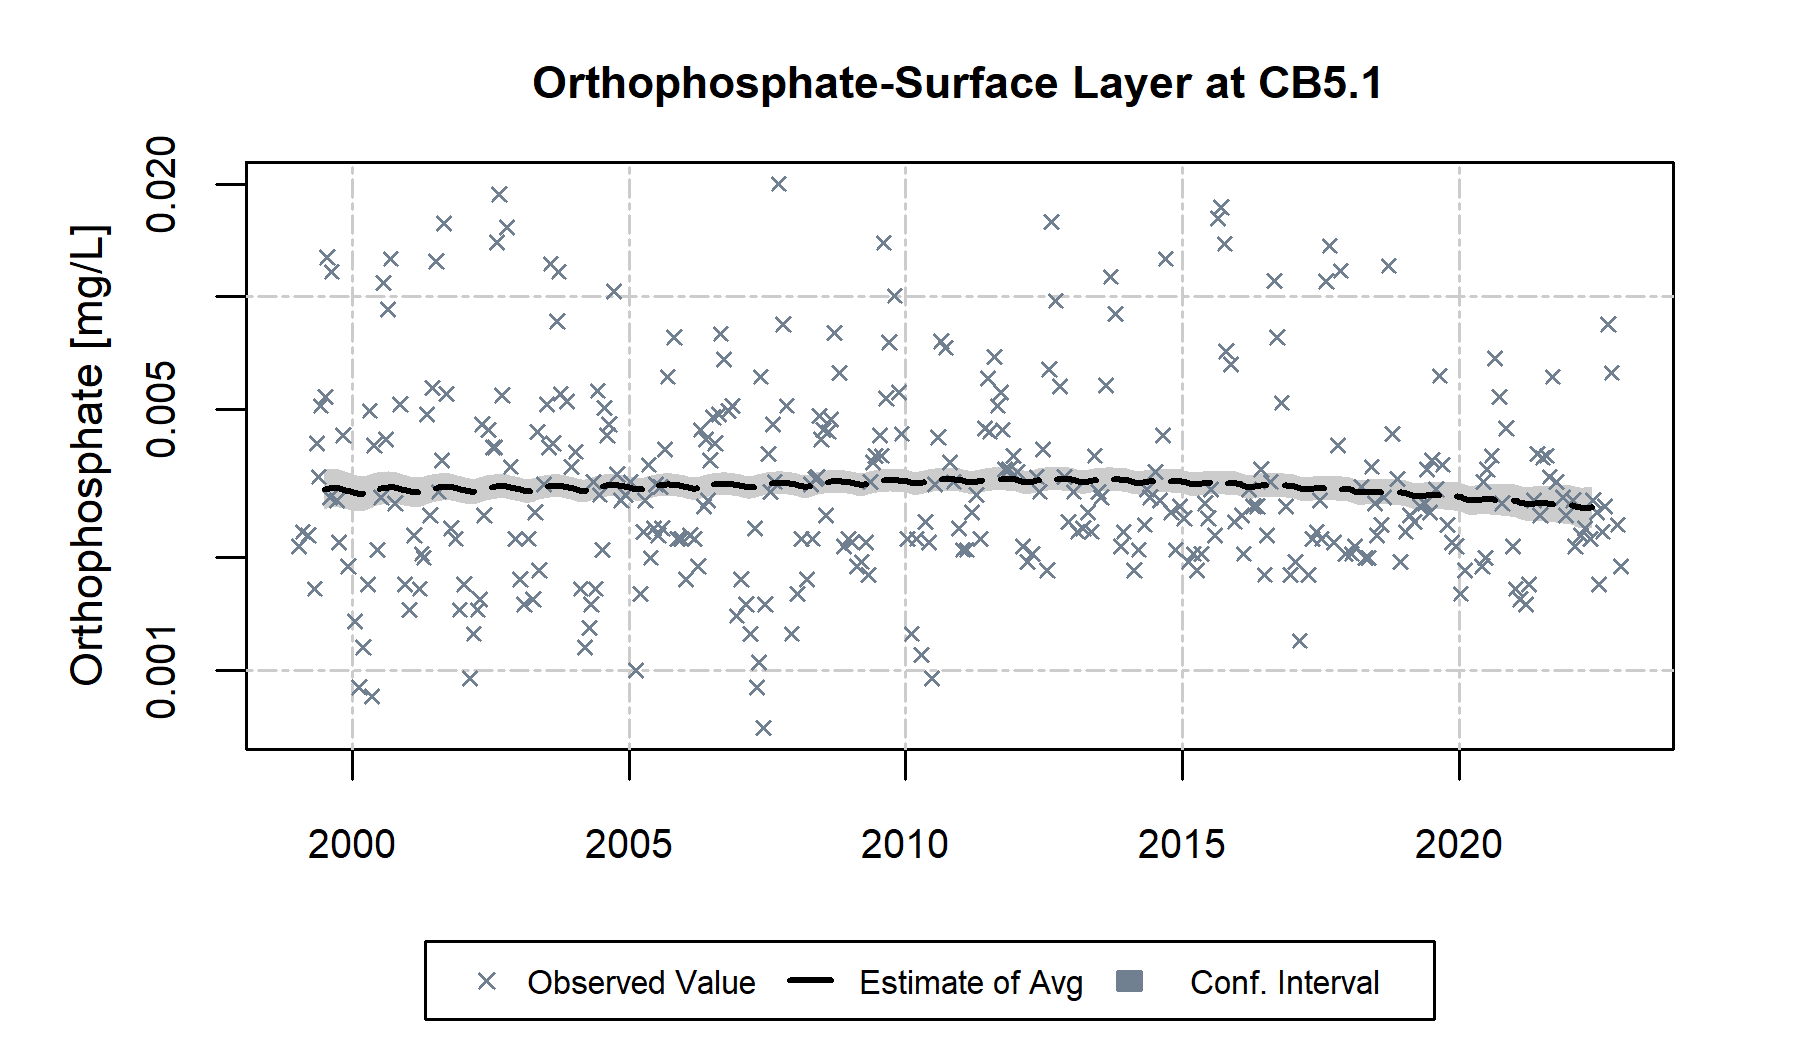 Orthophosphate-Surface Layer at CB5.1
Orthophosphate [mg/L]
0.020
0.005
0.001
2000 2005 2010 2015 2020
Observed Value Estimate of Avg Conf. Interval